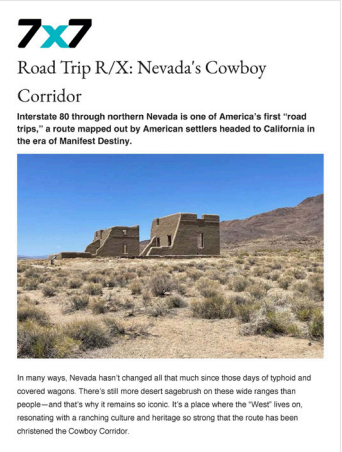 7x7
Road Trip R/X: Nevada's Cowboy
Corridor
Interstate 80 through northern Nevada is one of America's first “road
trips,” a route mapped out by American settlers headed to California in
the era of Manifest Destiny.
In many ways, Nevada hasn't changed all that much since those days of typhoid and
covered wagons. There's still more desert sagebrush on these wide ranges than
people—and that's why it remains so iconic. It's a place where the “West” lives on,
resonating with a ranching culture and heritage so strong that the route has been
christened the Cowboy Corridor.